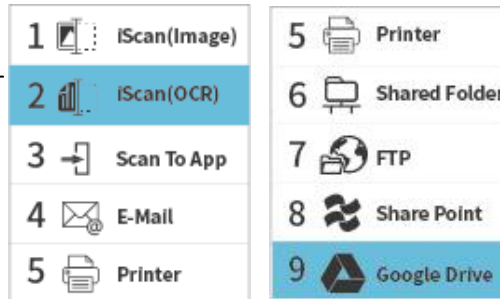 1 iScan(Image)
2 iScan(OCR)
3 Scan To App
4 E-Mail
5 Printer
5 Printer
6 Shared Folder
7 FTP
8 Share Point
9 Google Drive